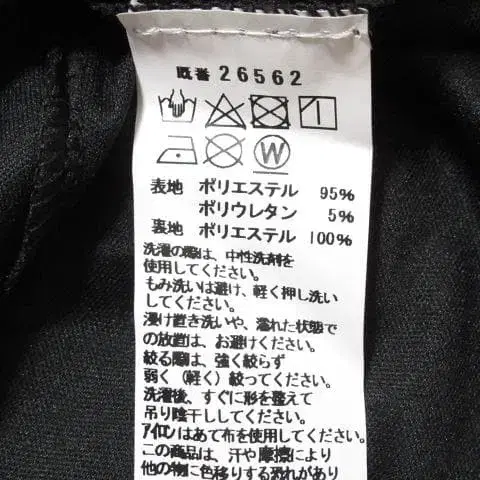 既番 26562
W
表地 ポリエステル 95%
ポリウレタン 5%
裏地 ポリエステル 100%
洗濯の際は、中性洗剤を
使用してください。
もみ洗いは避け、軽く押し洗い
してください。
浸け置き洗いや、濡れた状態で
の放置は、お避けください。
絞る際は、強く絞らず
弱く（軽く）絞ってください。
洗濯後、すぐに形を整えて
吊り陰干ししてください。
アイロンはあて布を使用してください。
この商品は、汗や摩擦により
他の物に色移りする恐れがあり